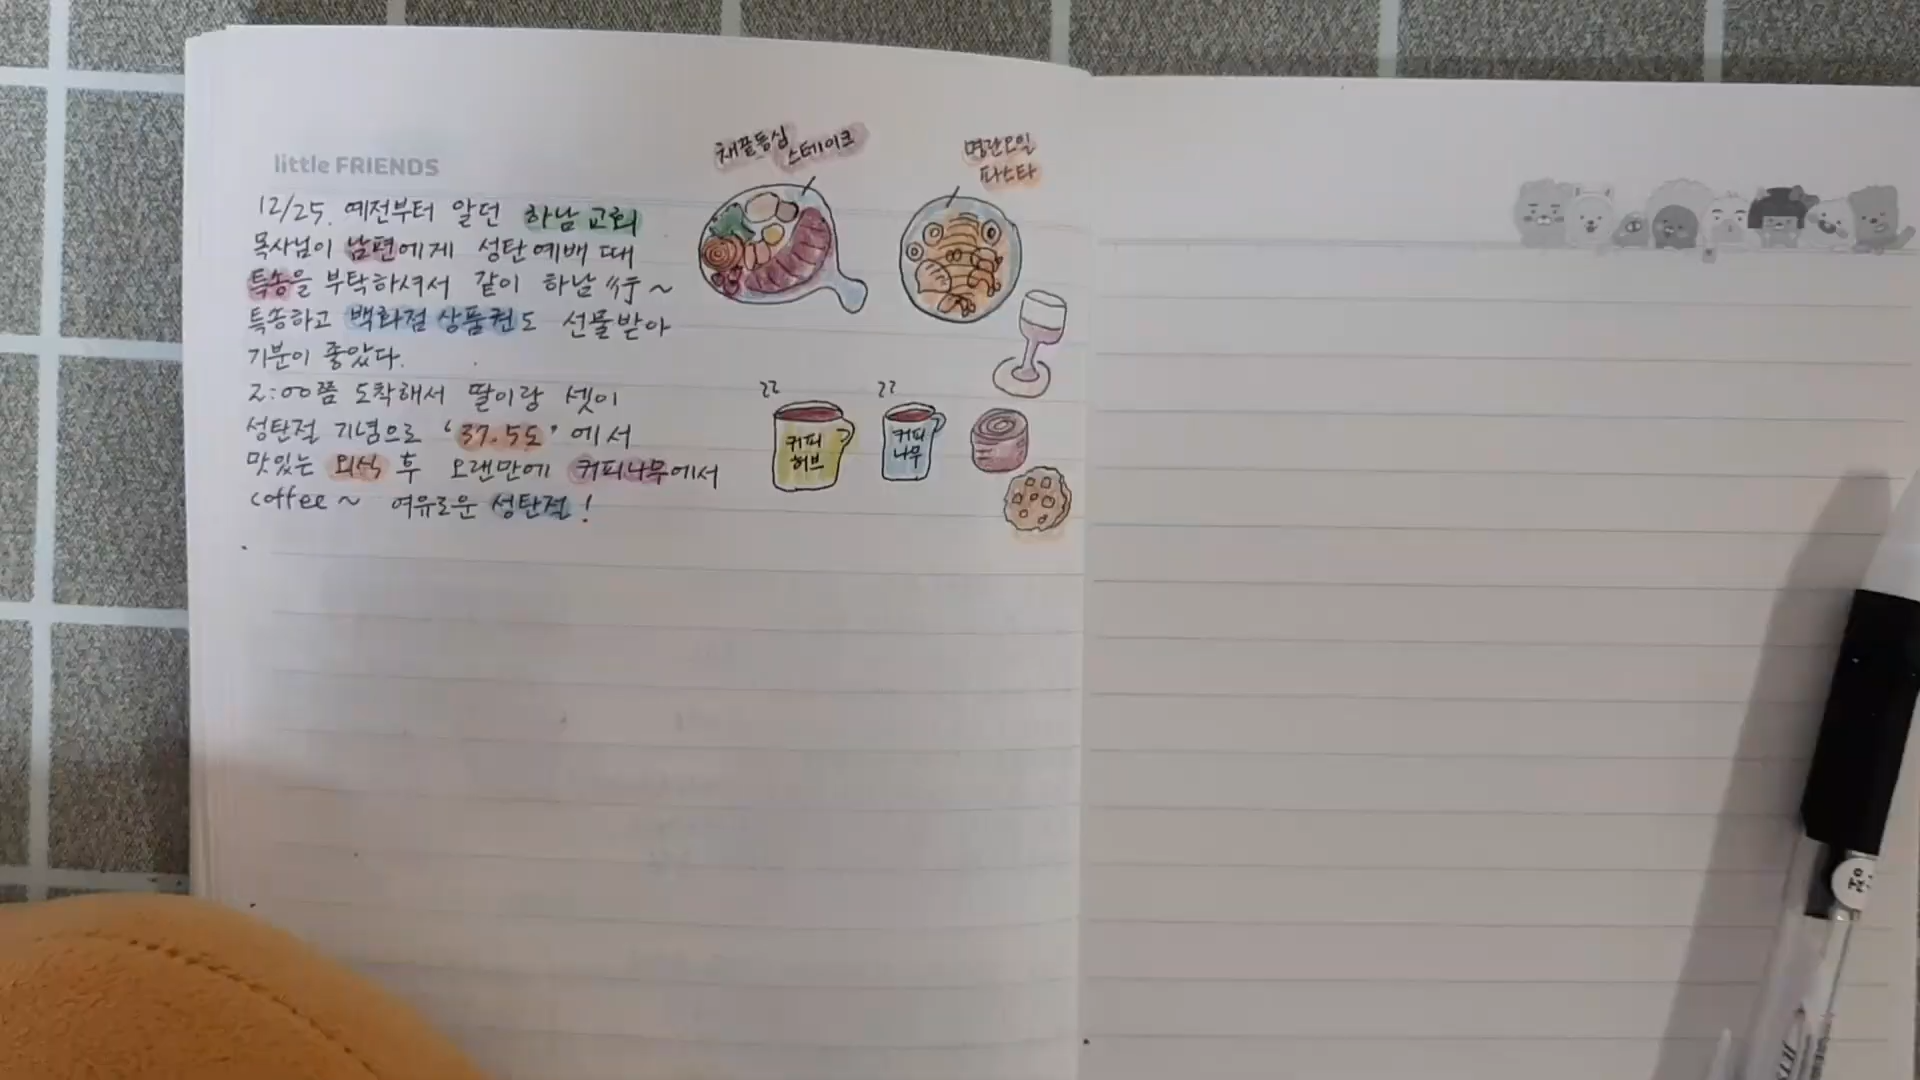 little FRIENDS
채끝등심
스테이크
명란오일
파스타
12/25. 예전부터 알던 하남교회
목사님이 남편에게 성탄예배 때
특송을 부탁하셔서 같이 하남 行~
특송하고 백화점 상품권도 선물받아
기분이 좋았다.
2:00쯤 도착해서 딸이랑 셋이
성탄절 기념으로 '37.5도'에서
맛있는 외식 후 오랜만에 커피나무에서
coffee~ 여유로운 성탄절!
커피
허브
커피
나무